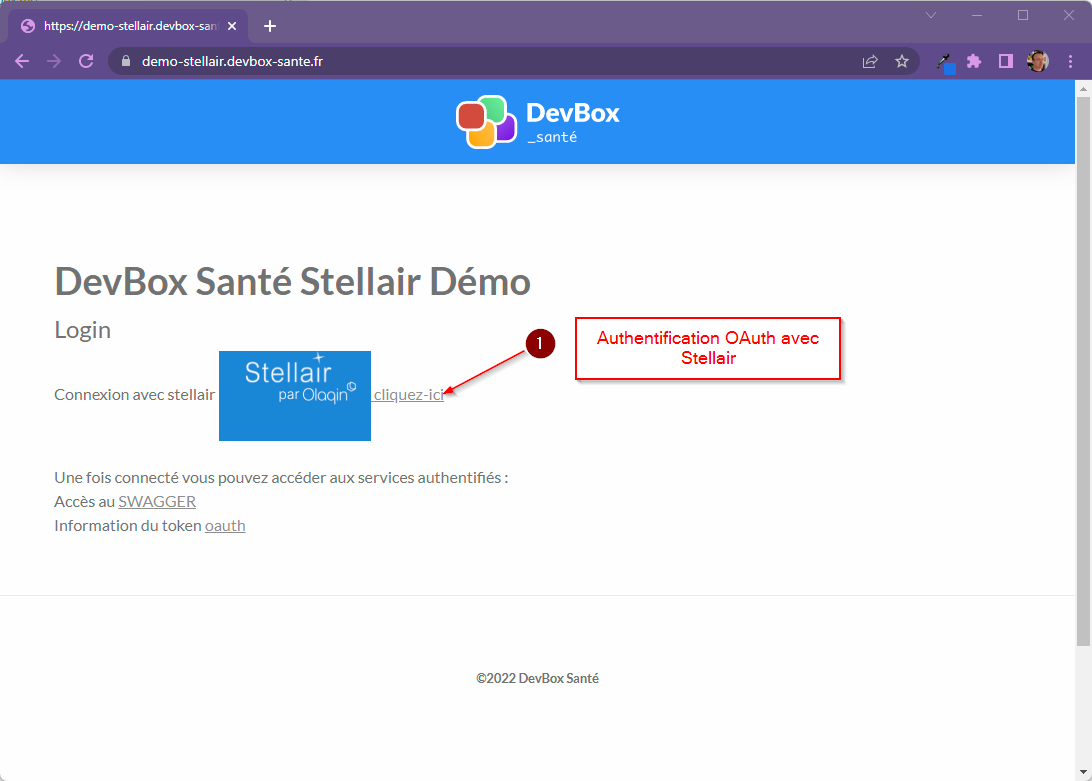 https://demo-stellair.devbox-sant
demo-stellair.devbox-sante.fr
DevBox
_santé
DevBox Santé Stellair Démo
Login
1
Authentification OAuth avec
Stellair
Stellair
par Olaqin
Connexion avec stellair cliquez-ici
Une fois connecté vous pouvez accéder aux services authentifiés :
Accès au SWAGGER
Information du token oauth
©2022 DevBox Santé